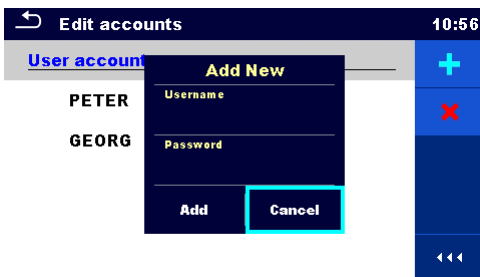 Edit accounts 10:56
User account
Add New
PETER
Username
GEORG
Password
Add Cancel